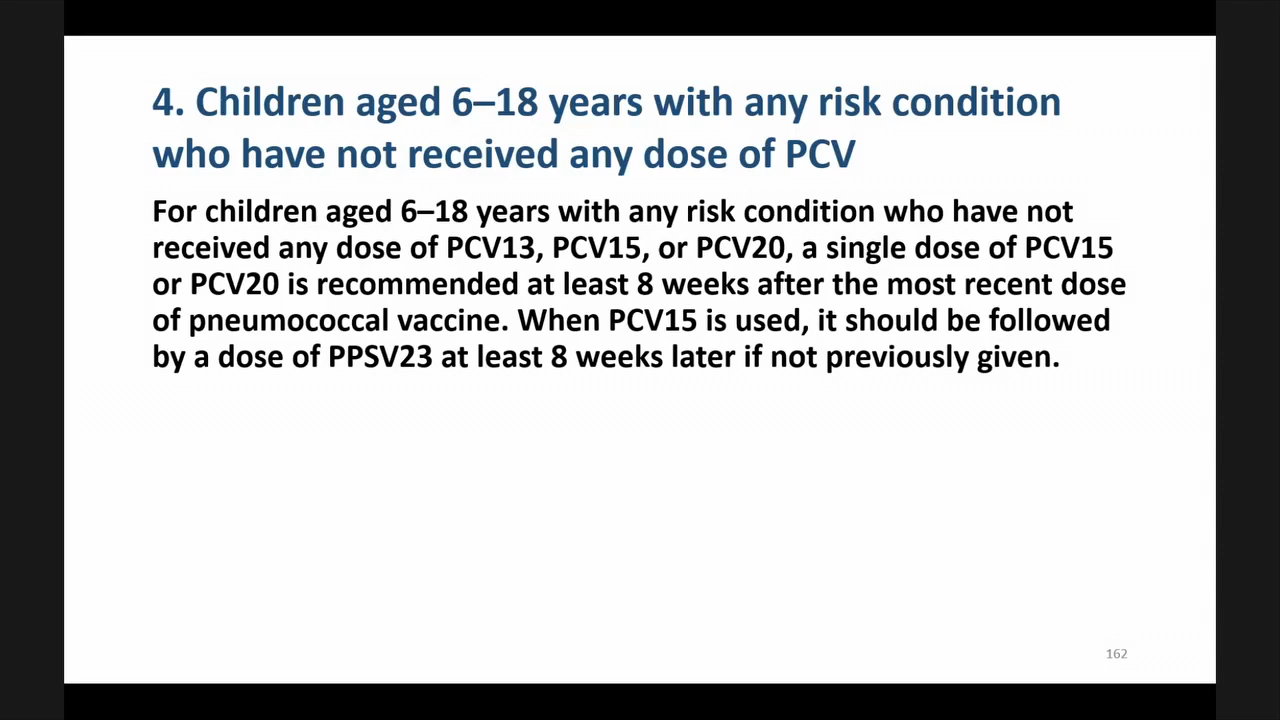 4. Children aged 6–18 years with any risk condition
who have not received any dose of PCV
For children aged 6–18 years with any risk condition who have not
received any dose of PCV13, PCV15, or PCV20, a single dose of PCV15
or PCV20 is recommended at least 8 weeks after the most recent dose
of pneumococcal vaccine. When PCV15 is used, it should be followed
by a dose of PPSV23 at least 8 weeks later if not previously given.
162